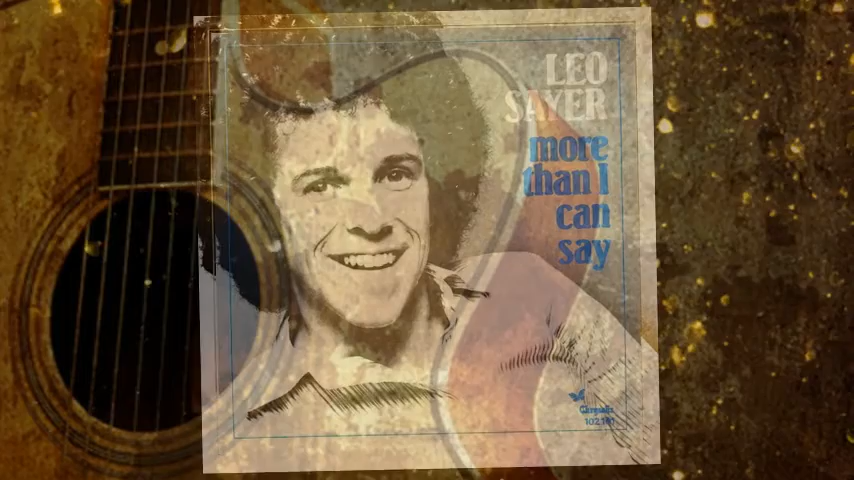 LEO
SAYER
more
than I
can
say
Chrysalis